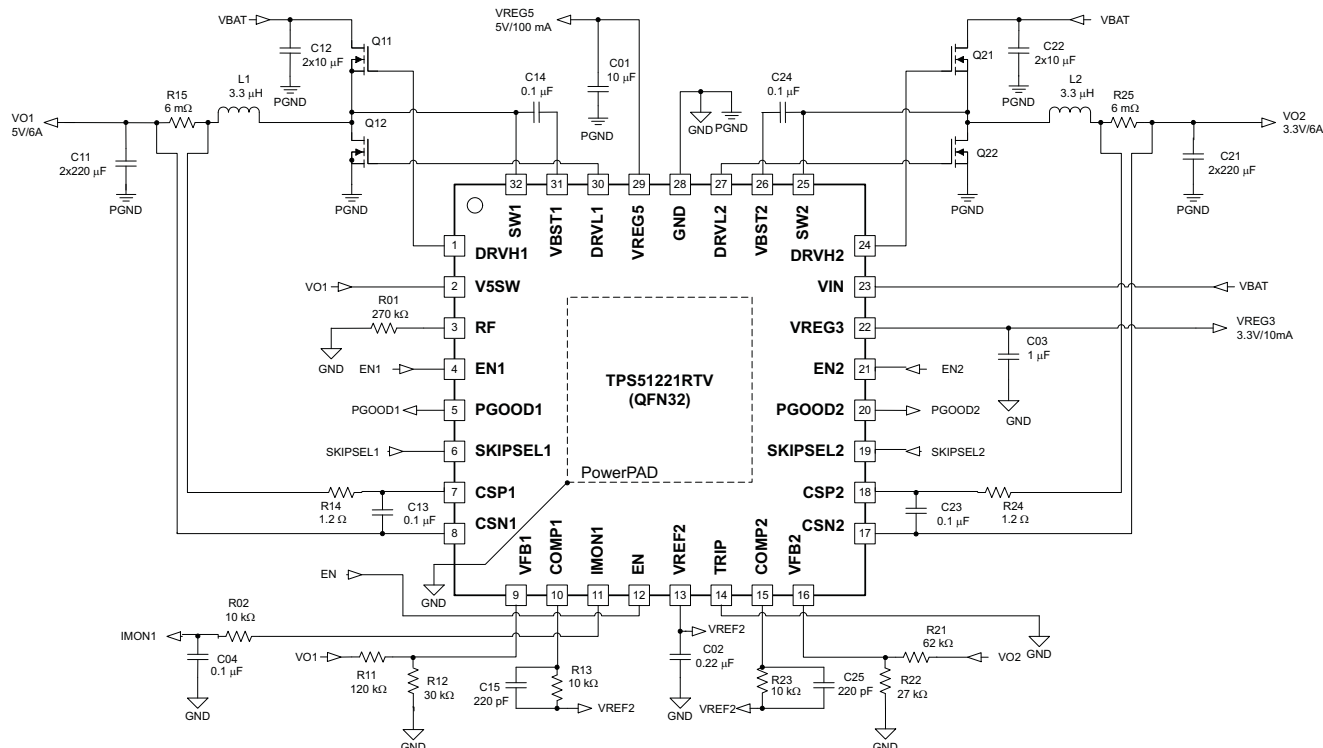 VBAT
C12
2x10 µF
PGND
Q11
VREG5
5V/100 mA
C01
10 µF
PGND
GND
PGND
VBAT
C22
2x10 µF
PGND
Q21
L1
3.3 µH
R15
6 mΩ
VO1
5V/6A
C11
2x220 µF
PGND
Q12
PGND
C14
0.1 µF
C24
0.1 µF
L2
3.3 µH
R25
6 mΩ
VO2
3.3V/6A
C21
2x220 µF
PGND
Q22
PGND
32
31
30
29
28
27
26
25
SW1
VBST1
DRVL1
VREG5
GND
DRVL2
VBST2
SW2
1
DRVH1
DRVH2
24
VO1
2
V5SW
VIN
23
VBAT
R01
270 kΩ
GND
3
RF
VREG3
22
VREG3
3.3V/10mA
C03
1 µF
GND
EN1
4
EN1
EN2
21
EN2
TPS51221RTV
(QFN32)
PGOOD1
5
PGOOD1
PGOOD2
20
PGOOD2
SKIPSEL1
6
SKIPSEL1
SKIPSEL2
19
SKIPSEL2
PowerPAD
R14
1.2 Ω
C13
0.1 µF
7
CSP1
CSP2
18
C23
0.1 µF
R24
1.2 Ω
8
CSN1
CSN2
17
VFB1
COMP1
IMON1
EN
VREF2
TRIP
COMP2
VFB2
GND
9
10
11
12
13
14
15
16
EN
R02
10 kΩ
IMON1
C04
0.1 µF
GND
VO1
R11
120 kΩ
R12
30 kΩ
GND
C15
220 pF
R13
10 kΩ
VREF2
VREF2
C02
0.22 µF
GND
VREF2
R23
10 kΩ
C25
220 pF
R21
62 kΩ
VO2
R22
27 kΩ
GND
GND